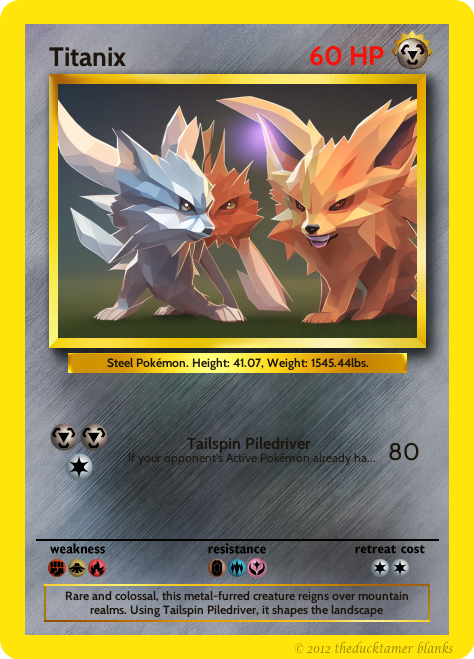 Titanix 60 HP
Steel Pokémon. Height: 41.07, Weight: 1545.44lbs.
Tailspin Piledriver
If your opponent's Active Pokémon already ha...
80
weakness resistance retreat cost
Rare and colossal, this metal-furred creature reigns over mountain
realms. Using Tailspin Piledriver, it shapes the landscape
© 2012 theducktamer blanks